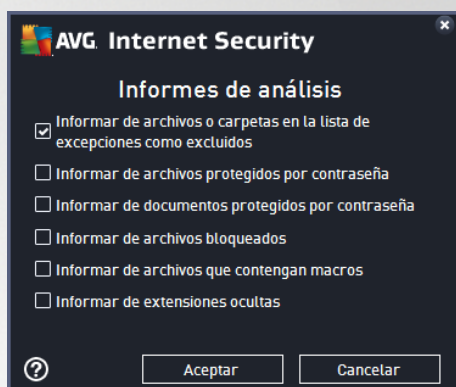 AVG. Internet Security
Informes de análisis
Informar de archivos o carpetas en la lista de
excepciones como excluidos
Informar de archivos protegidos por contraseña
Informar de documentos protegidos por contraseña
Informar de archivos bloqueados
Informar de archivos que contengan macros
Informar de extensiones ocultas
? Aceptar Cancelar